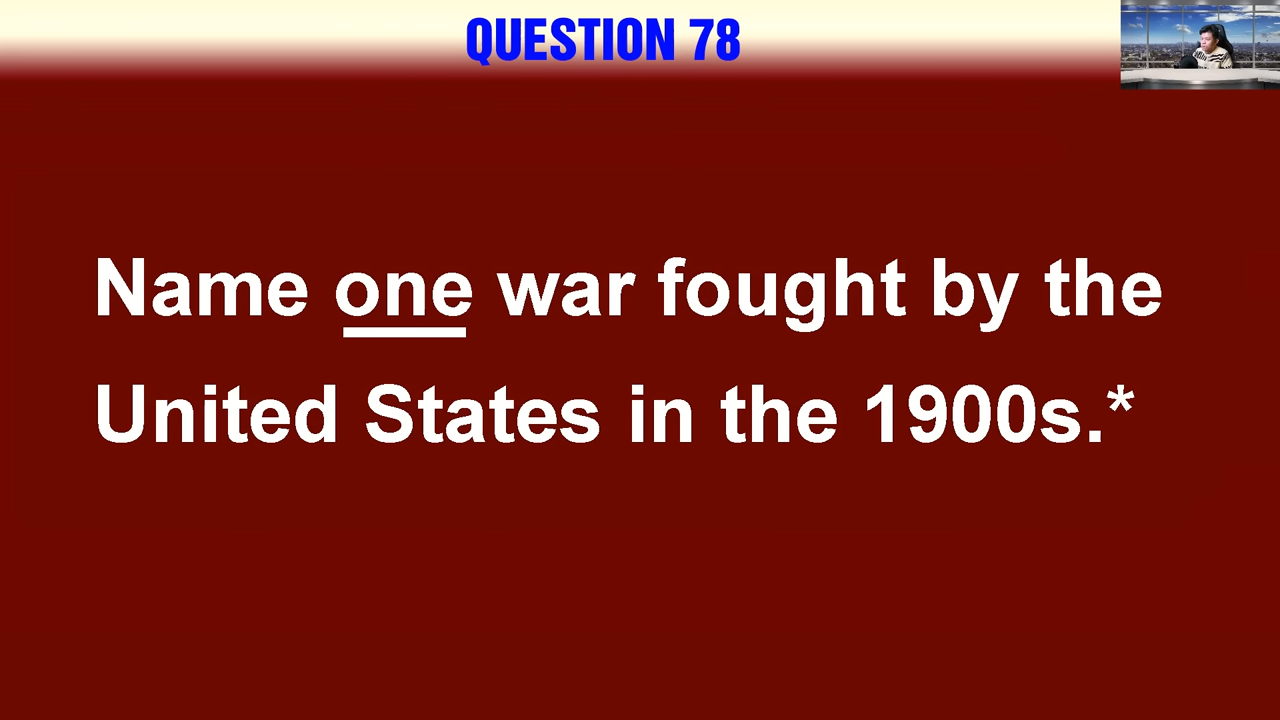 QUESTION 78
Name one war fought by the
United States in the 1900s.*